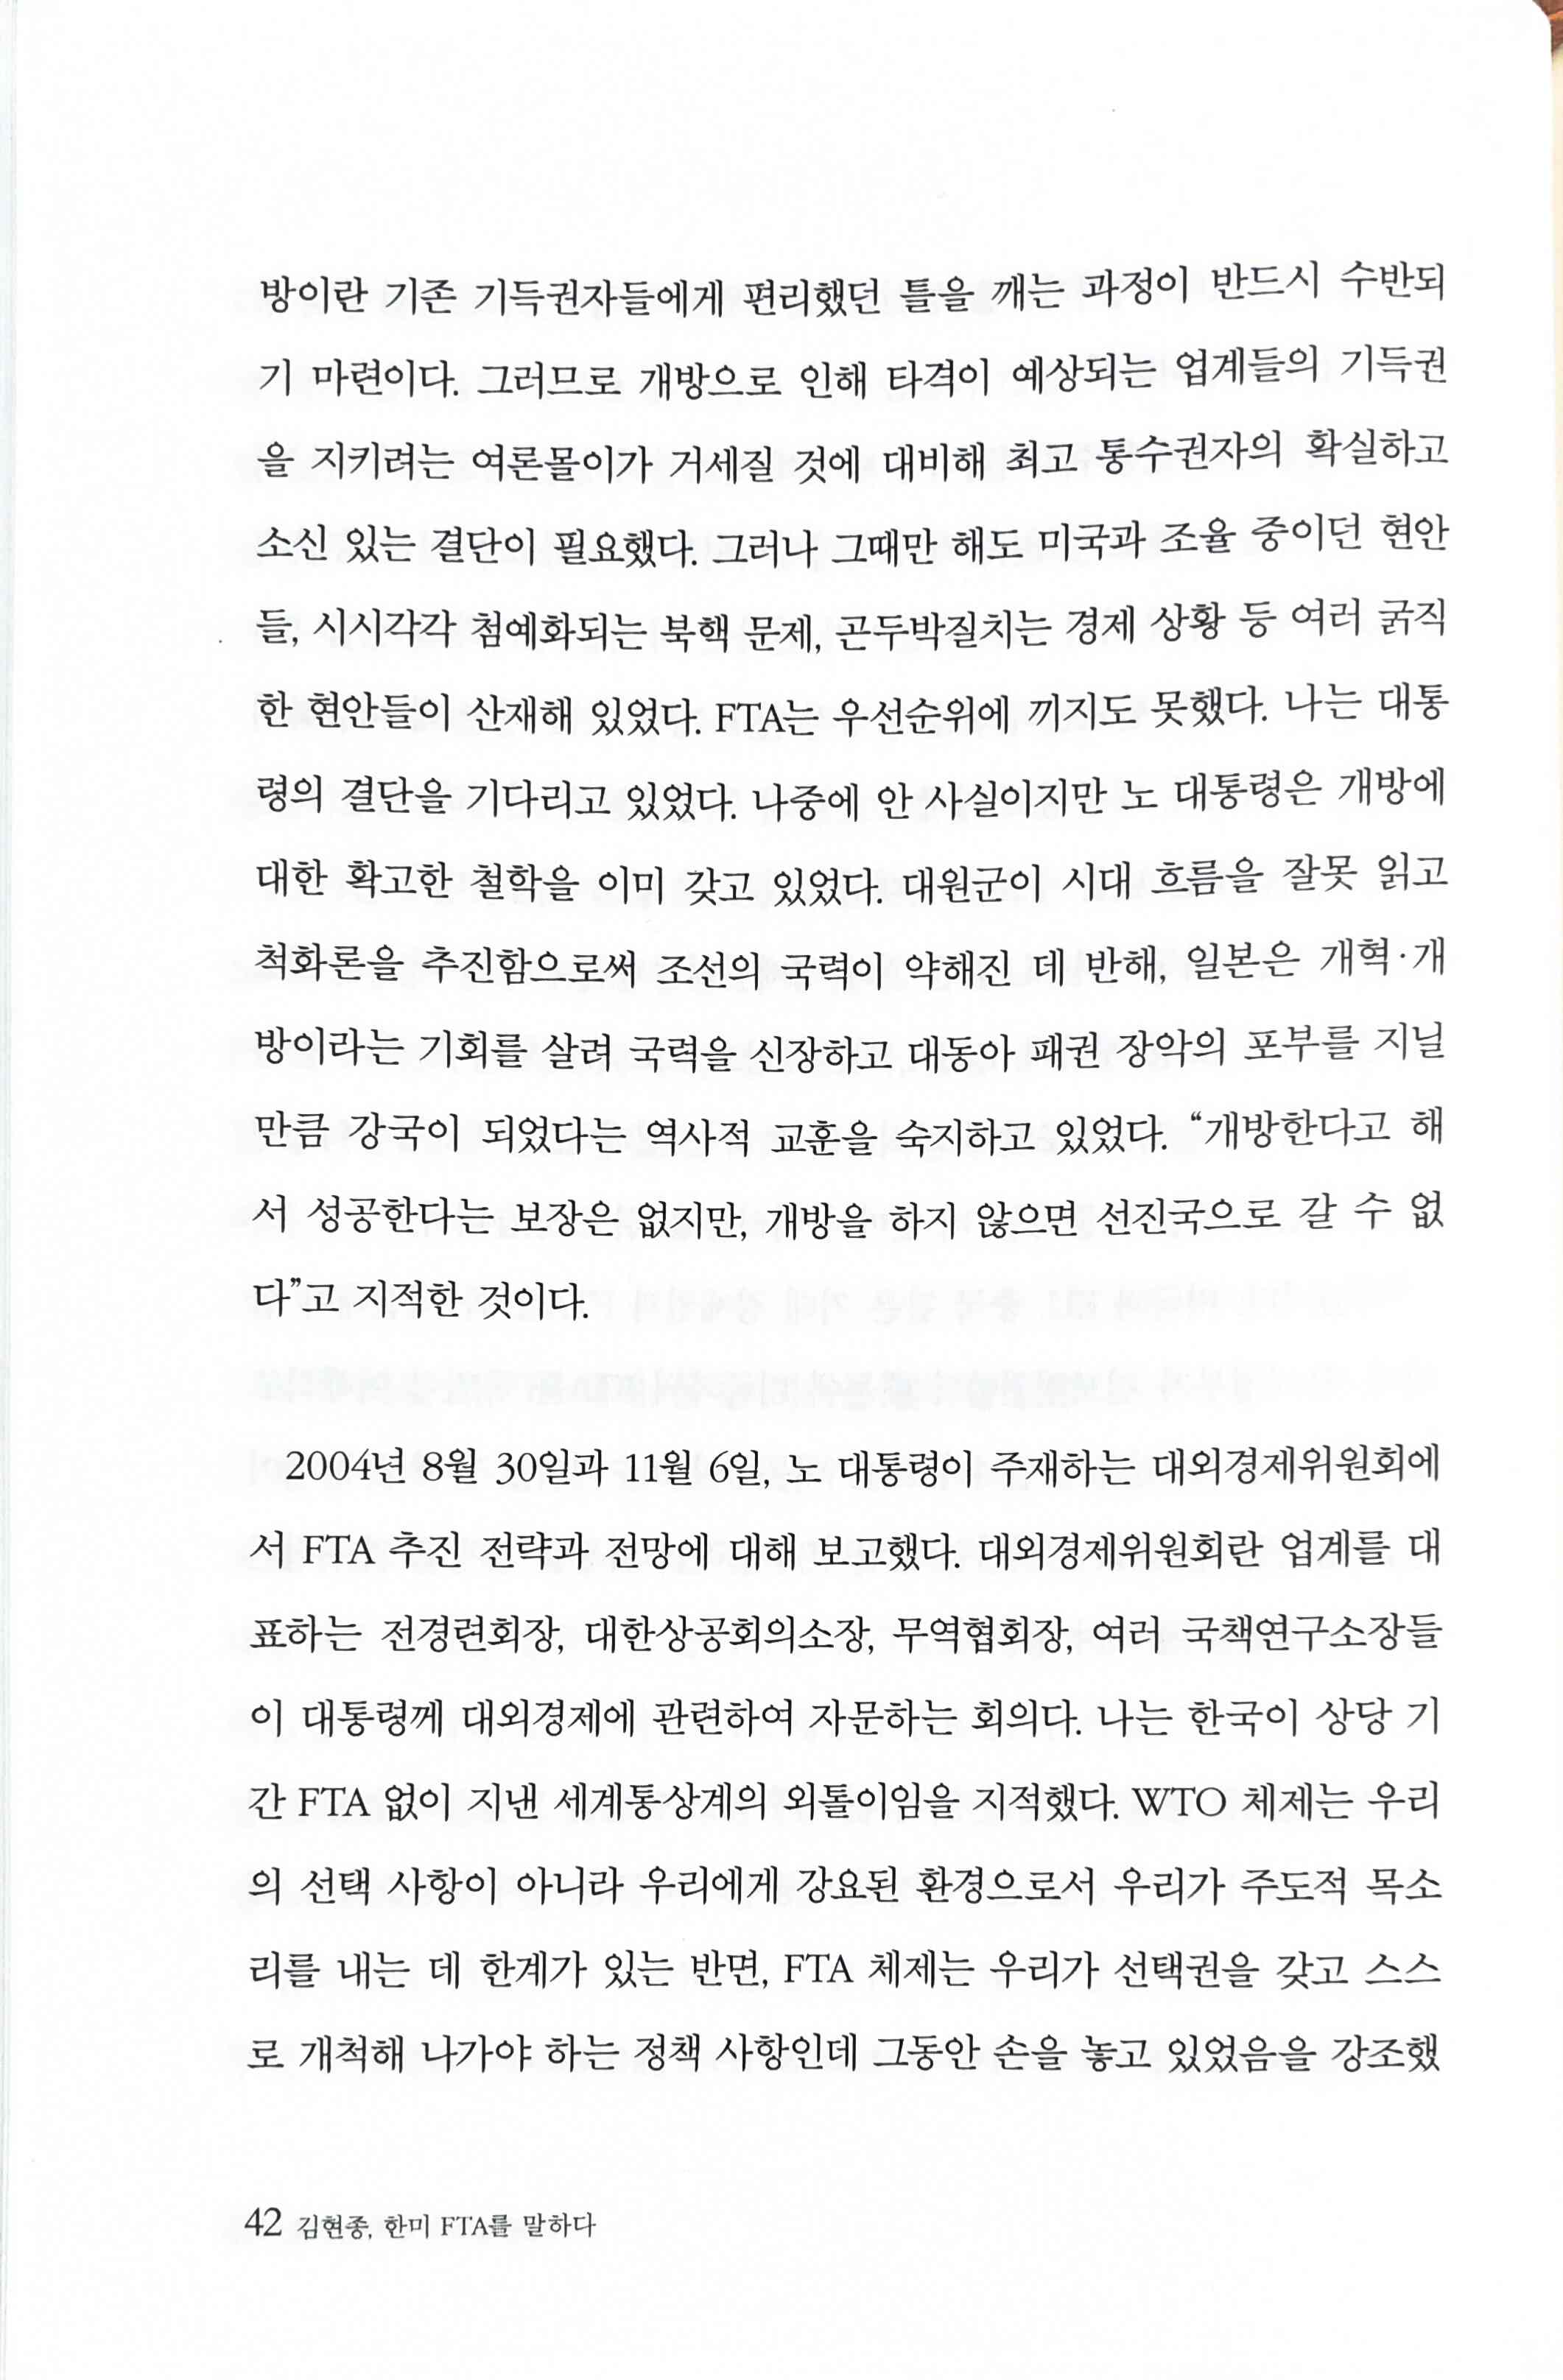 방이란 기존 기득권자들에게 편리했던 틀을 깨는 과정이 반드시 수반되
기 마련이다. 그러므로 개방으로 인해 타격이 예상되는 업계들의 기득권
을 지키려는 여론몰이가 거세질 것에 대비해 최고 통수권자의 확실하고
소신 있는 결단이 필요했다. 그러나 그때만 해도 미국과 조율 중이던 현안
들, 시시각각 첨예화되는 북핵 문제, 곤두박질치는 경제 상황 등 여러 굵직
한 현안들이 산재해 있었다. FTA는 우선순위에 끼지도 못했다. 나는 대통
령의 결단을 기다리고 있었다. 나중에 안 사실이지만 노 대통령은 개방에
대한 확고한 철학을 이미 갖고 있었다. 대원군이 시대 흐름을 잘못 읽고
척화론을 추진함으로써 조선의 국력이 약해진 데 반해, 일본은 개혁·개
방이라는 기회를 살려 국력을 신장하고 대동아 패권 장악의 포부를 지닐
만큼 강국이 되었다는 역사적 교훈을 숙지하고 있었다. “개방한다고 해
서 성공한다는 보장은 없지만, 개방을 하지 않으면 선진국으로 갈 수 없
다”고 지적한 것이다.
2004년 8월 30일과 11월 6일, 노 대통령이 주재하는 대외경제위원회에
서 FTA 추진 전략과 전망에 대해 보고했다. 대외경제위원회란 업계를 대
표하는 전경련회장, 대한상공회의소장, 무역협회장, 여러 국책연구소장들
이 대통령께 대외경제에 관련하여 자문하는 회의다. 나는 한국이 상당 기
간 FTA 없이 지낸 세계통상계의 외톨이임을 지적했다. WTO 체제는 우리
의 선택 사항이 아니라 우리에게 강요된 환경으로서 우리가 주도적 목소
리를 내는 데 한계가 있는 반면, FTA 체제는 우리가 선택권을 갖고 스스
로 개척해 나가야 하는 정책 사항인데 그동안 손을 놓고 있었음을 강조했
42 김현종, 한미 FTA를 말하다